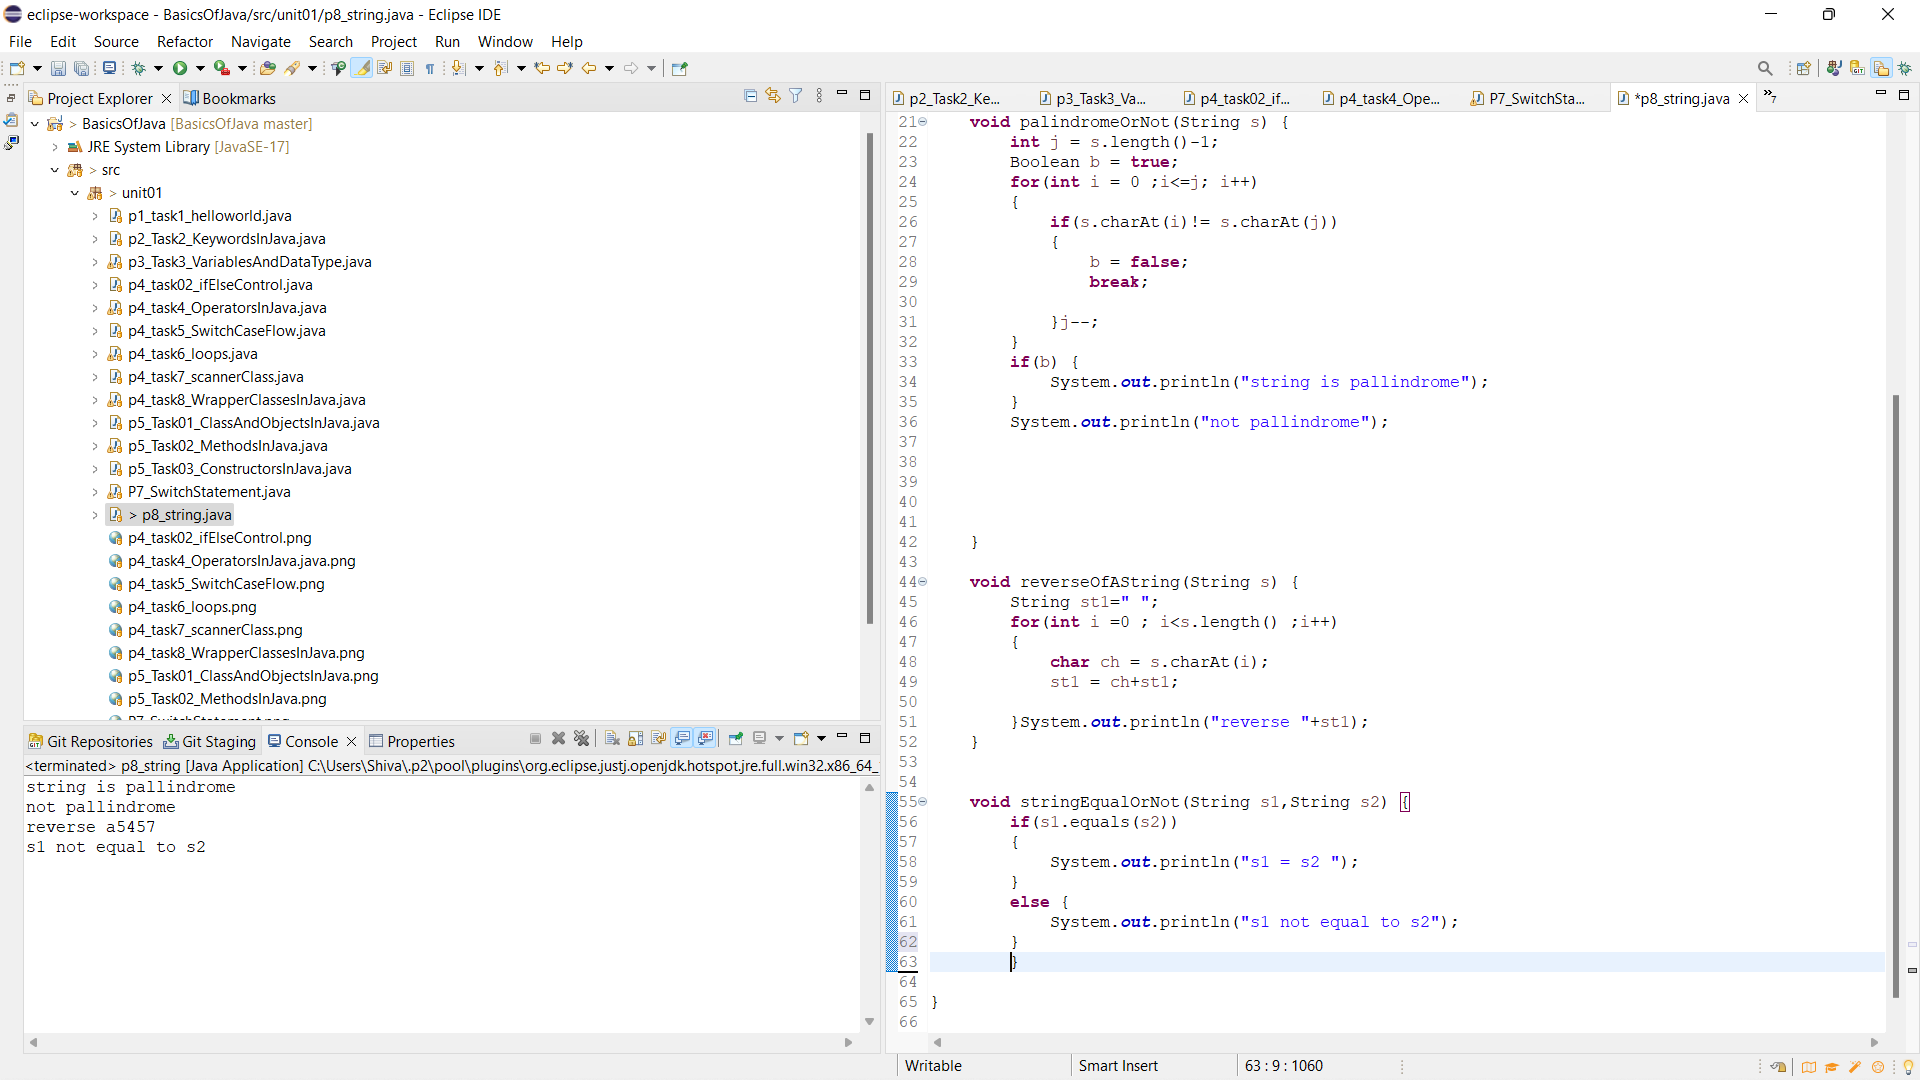 eclipse-workspace - BasicsOfJava/src/unit01/p8_string.java - Eclipse IDE
File Edit Source Refactor Navigate Search Project Run Window Help
Project Explorer Bookmarks
> BasicsOfJava [BasicsOfJava master]
JRE System Library [JavaSE-17]
> src
> unit01
p1_task1_helloworld.java
p2_Task2_KeywordsInJava.java
p3_Task3_VariablesAndDataType.java
p4_task02_ifElseControl.java
p4_task4_OperatorsInJava.java
p4_task5_SwitchCaseFlow.java
p4_task6_loops.java
p4_task7_scannerClass.java
p4_task8_WrapperClassesInJava.java
p5_Task01_ClassAndObjectsInJava.java
p5_Task02_MethodsInJava.java
p5_Task03_ConstructorsInJava.java
P7_SwitchStatement.java
> p8_string.java
p4_task02_ifElseControl.png
p4_task4_OperatorsInJava.java.png
p4_task5_SwitchCaseFlow.png
p4_task6_loops.png
p4_task7_scannerClass.png
p4_task8_WrapperClassesInJava.png
p5_Task01_ClassAndObjectsInJava.png
p5_Task02_MethodsInJava.png
Git Repositories Git Staging Console Properties
<terminated> p8_string [Java Application] C:\Users\Shiva\.p2\pool\plugins\org.eclipse.justj.openjdk.hotspot.jre.full.win32.x86_64_
string is pallindrome
not pallindrome
reverse a5457
s1 not equal to s2
p2_Task2_Ke... p3_Task3_Va... p4_task02_if... p4_task4_Ope... P7_SwitchSta... *p8_string.java »7
21 void palindromeOrNot(String s) {
22 int j = s.length()-1;
23 Boolean b = true;
24 for(int i = 0 ;i<=j; i++)
25 {
26 if(s.charAt(i)!= s.charAt(j))
27 {
28 b = false;
29 break;
30
31 }j--;
32 }
33 if(b) {
34 System.out.println("string is pallindrome");
35 }
36 System.out.println("not pallindrome");
37
38
39
40
41
42 }
43
44 void reverseOfAString(String s) {
45 String st1=" ";
46 for(int i =0 ; i<s.length() ;i++)
47 {
48 char ch = s.charAt(i);
49 st1 = ch+st1;
50
51 }System.out.println("reverse "+st1);
52 }
53
54
55 void stringEqualOrNot(String s1,String s2) {
56 if(s1.equals(s2))
57 {
58 System.out.println("s1 = s2 ");
59 }
60 else {
61 System.out.println("s1 not equal to s2");
62 }
63 }
64
65 }
66
Writable Smart Insert 63 : 9 : 1060